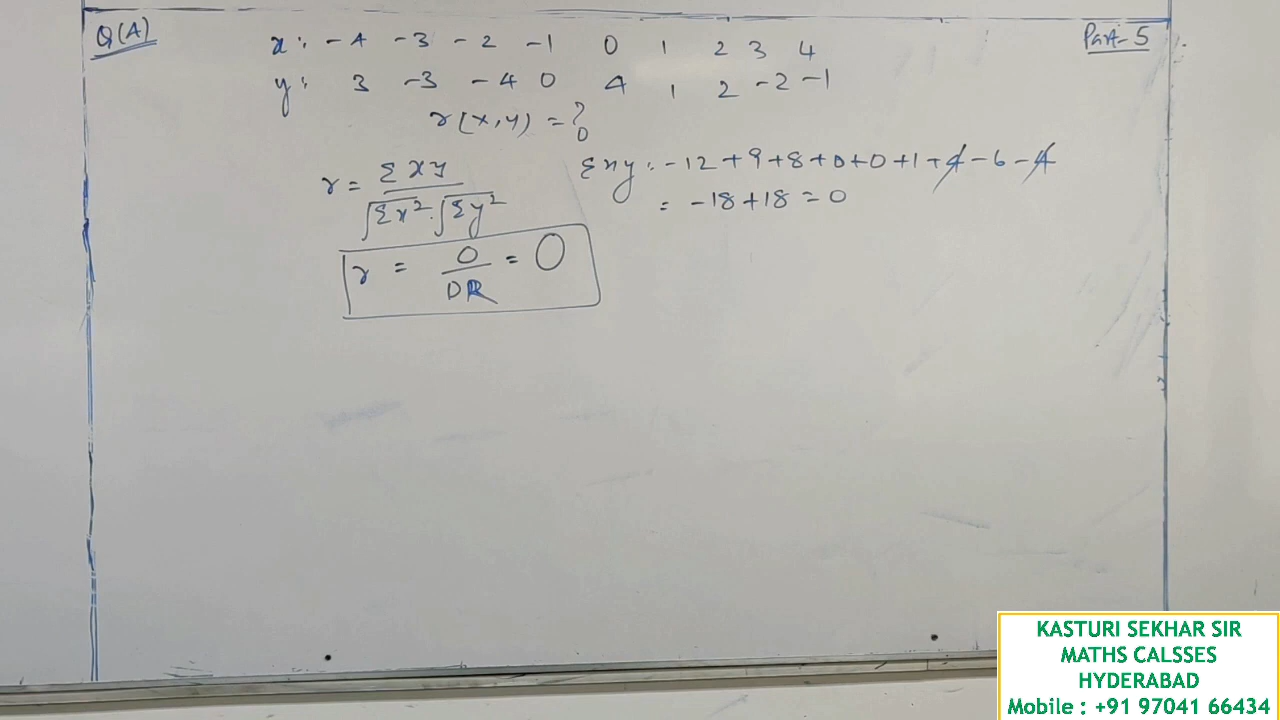 Q(A)
Part-5
x: -4 -3 -2 -1 0 1 2 3 4
y: 3 -3 -4 0 4 1 2 -2 -1
r(x,y) = ?
r = Σxy / √Σx² . √Σy²
Σxy: -12+9+8+0+0+1+4-6-4
= -18+18 = 0
r = 0/DR = 0
KASTURI SEKHAR SIR
MATHS CALSSES
HYDERABAD
Mobile : +91 97041 66434